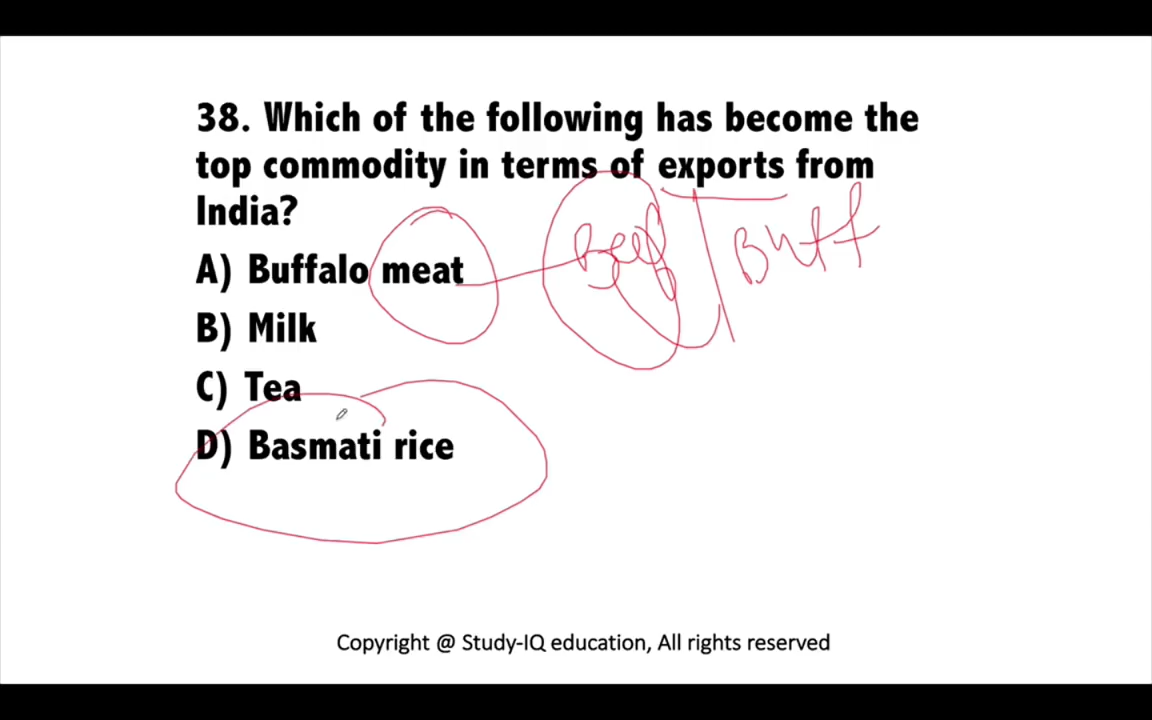 38. Which of the following has become the
top commodity in terms of exports from
India?
Beef Buff
A) Buffalo meat
B) Milk
C) Tea
D) Basmati rice
Copyright @ Study-IQ education, All rights reserved